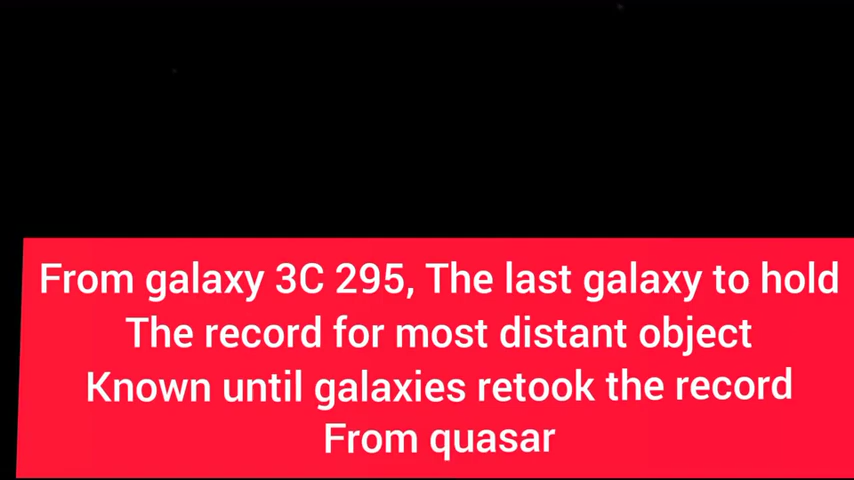 From galaxy 3C 295, The last galaxy to hold
The record for most distant object
Known until galaxies retook the record
From quasar